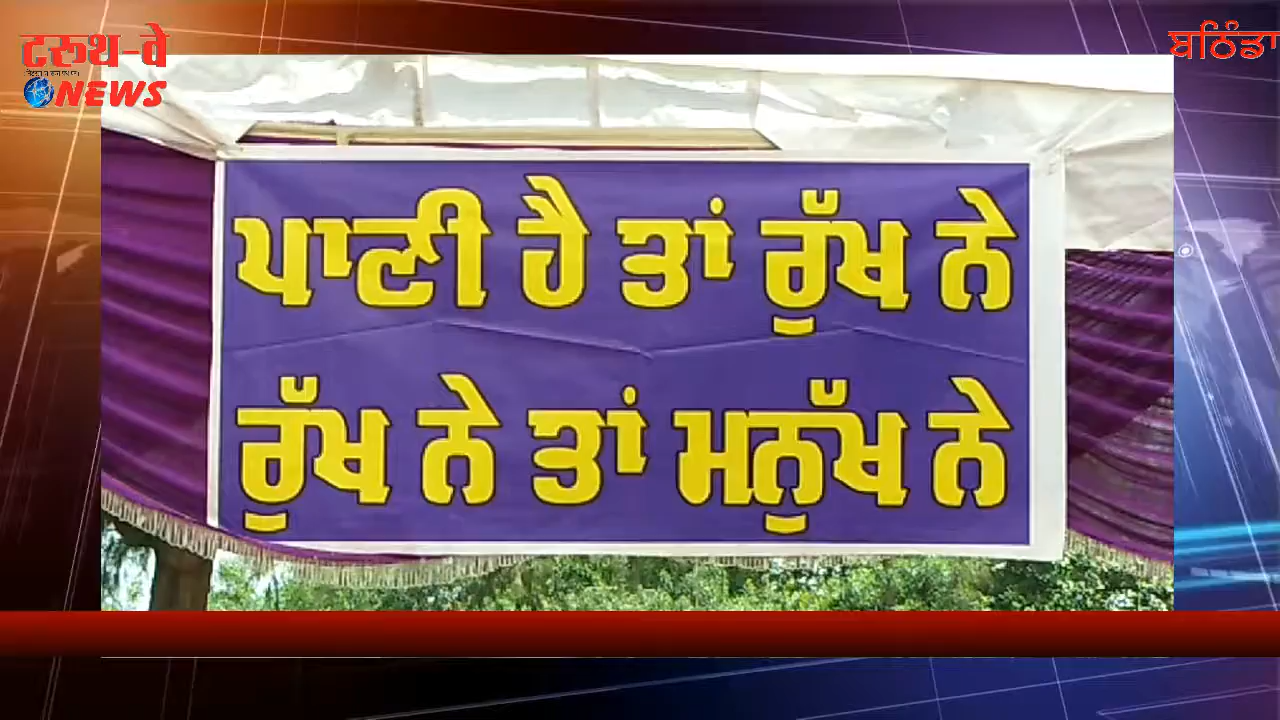 ਟਰੂਥ-ਵੇ
NEWS
ਬਠਿੰਡਾ
ਪਾਣੀ ਹੈ ਤਾਂ ਰੁੱਖ ਨੇ
ਰੁੱਖ ਨੇ ਤਾਂ ਮਨੁੱਖ ਨੇ